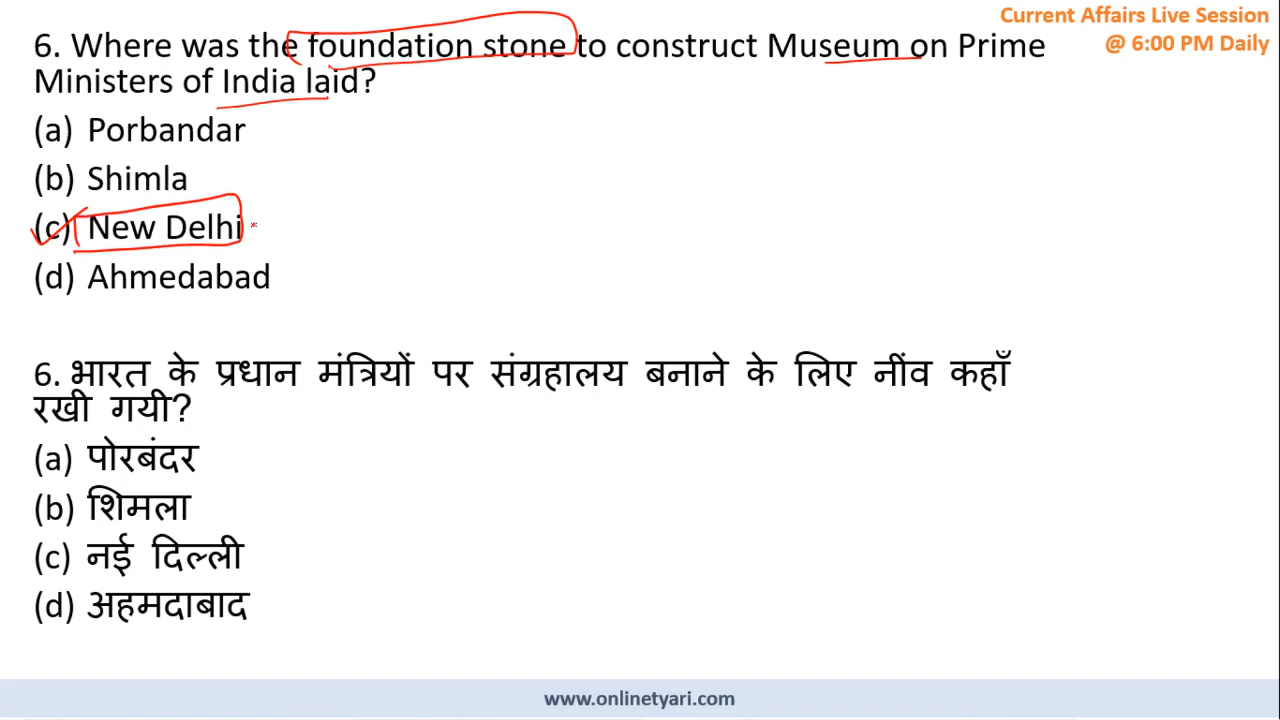 Current Affairs Live Session
@ 6:00 PM Daily
6. Where was the foundation stone to construct Museum on Prime
Ministers of India laid?
(a) Porbandar
(b) Shimla
(c) New Delhi
(d) Ahmedabad
6. भारत के प्रधान मंत्रियों पर संग्रहालय बनाने के लिए नींव कहाँ
रखी गयी?
(a) पोरबंदर
(b) शिमला
(c) नई दिल्ली
(d) अहमदाबाद
www.onlinetyari.com